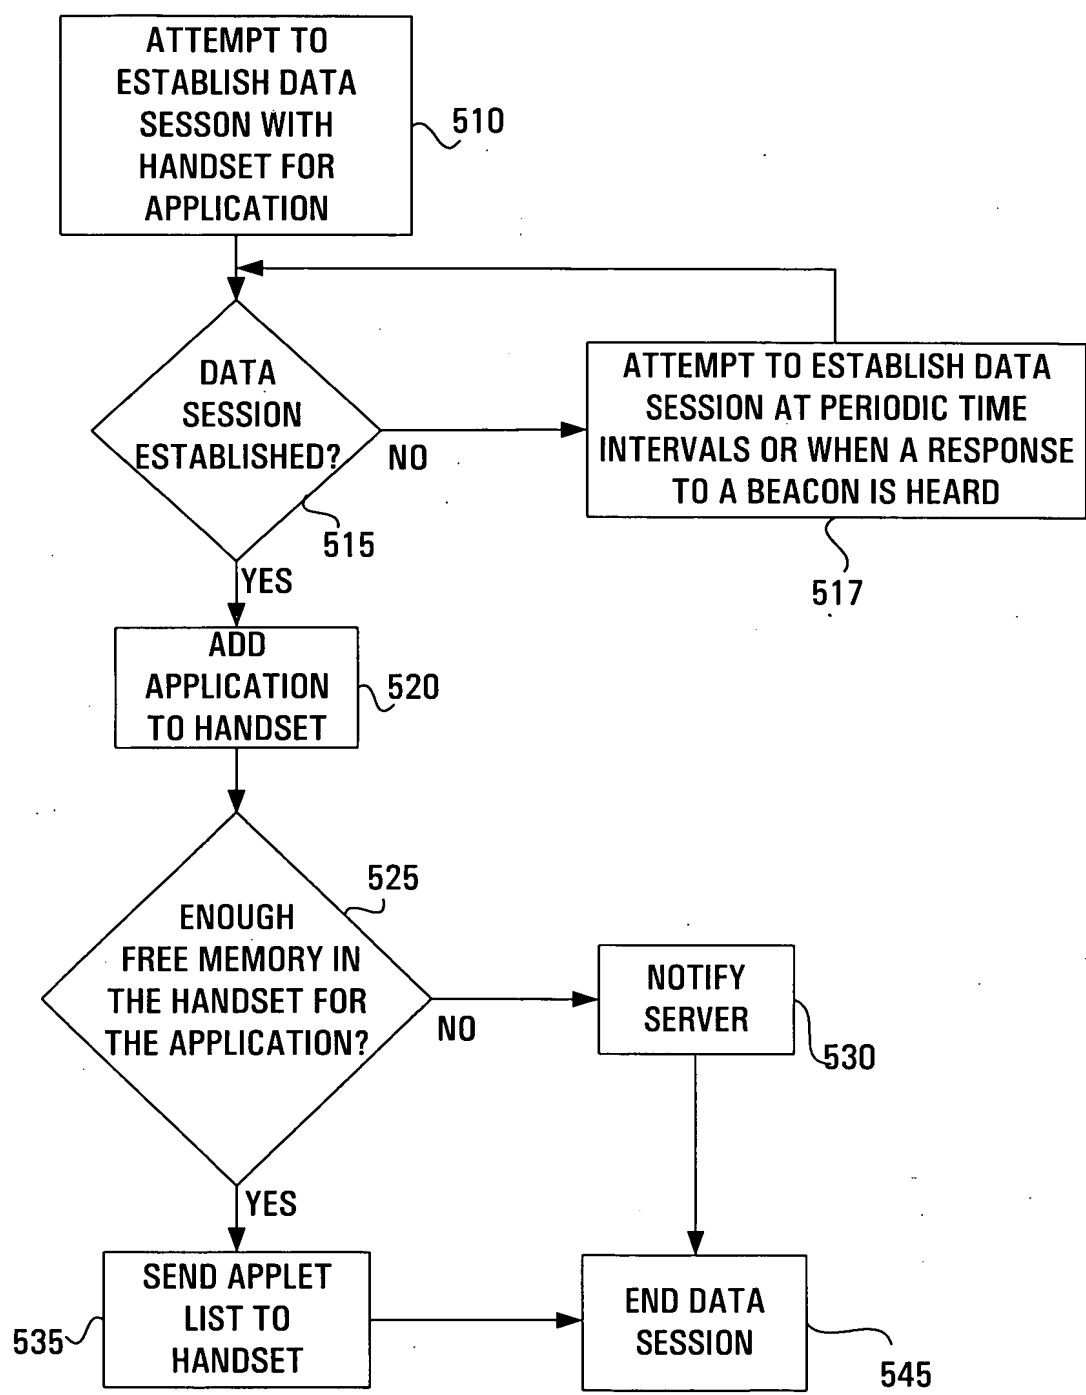 ATTEMPT TO
ESTABLISH DATA
SESSON WITH
HANDSET FOR
APPLICATION
510
DATA
SESSION
ESTABLISHED?
NO
515
YES
ATTEMPT TO ESTABLISH DATA
SESSION AT PERIODIC TIME
INTERVALS OR WHEN A RESPONSE
TO A BEACON IS HEARD
517
ADD
APPLICATION
TO HANDSET
520
525
ENOUGH
FREE MEMORY IN
THE HANDSET FOR
THE APPLICATION?
NO
YES
NOTIFY
SERVER
530
SEND APPLET
LIST TO
HANDSET
535
END DATA
SESSION
545